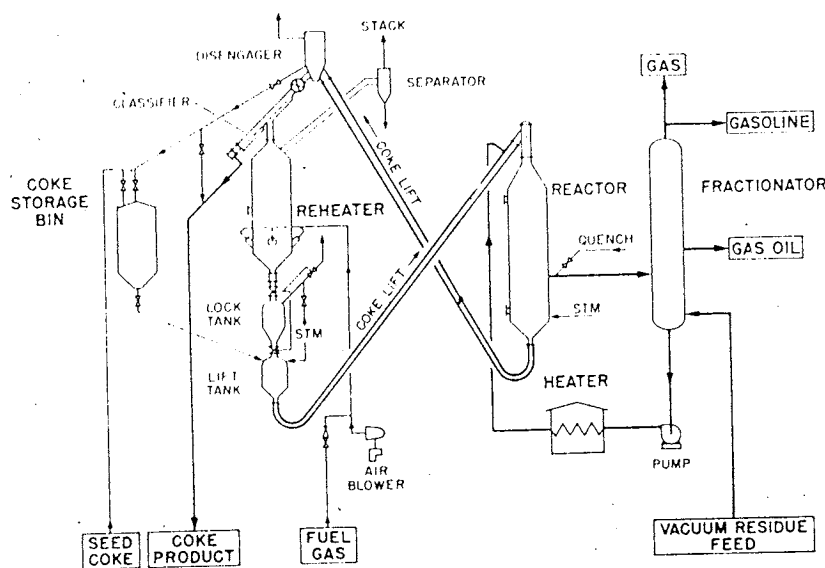 STACK
DISENGAGER
SEPARATOR
CLASSIFIER
GAS
GASOLINE
COKE LIFT
COKE
STORAGE
BIN
REHEATER
REACTOR
FRACTIONATOR
QUENCH
GAS OIL
COKE LIFT
LOCK
TANK
STM
STM
LIFT
TANK
HEATER
PUMP
AIR
BLOWER
SEED
COKE
COKE
PRODUCT
FUEL
GAS
VACUUM RESIDUE
FEED